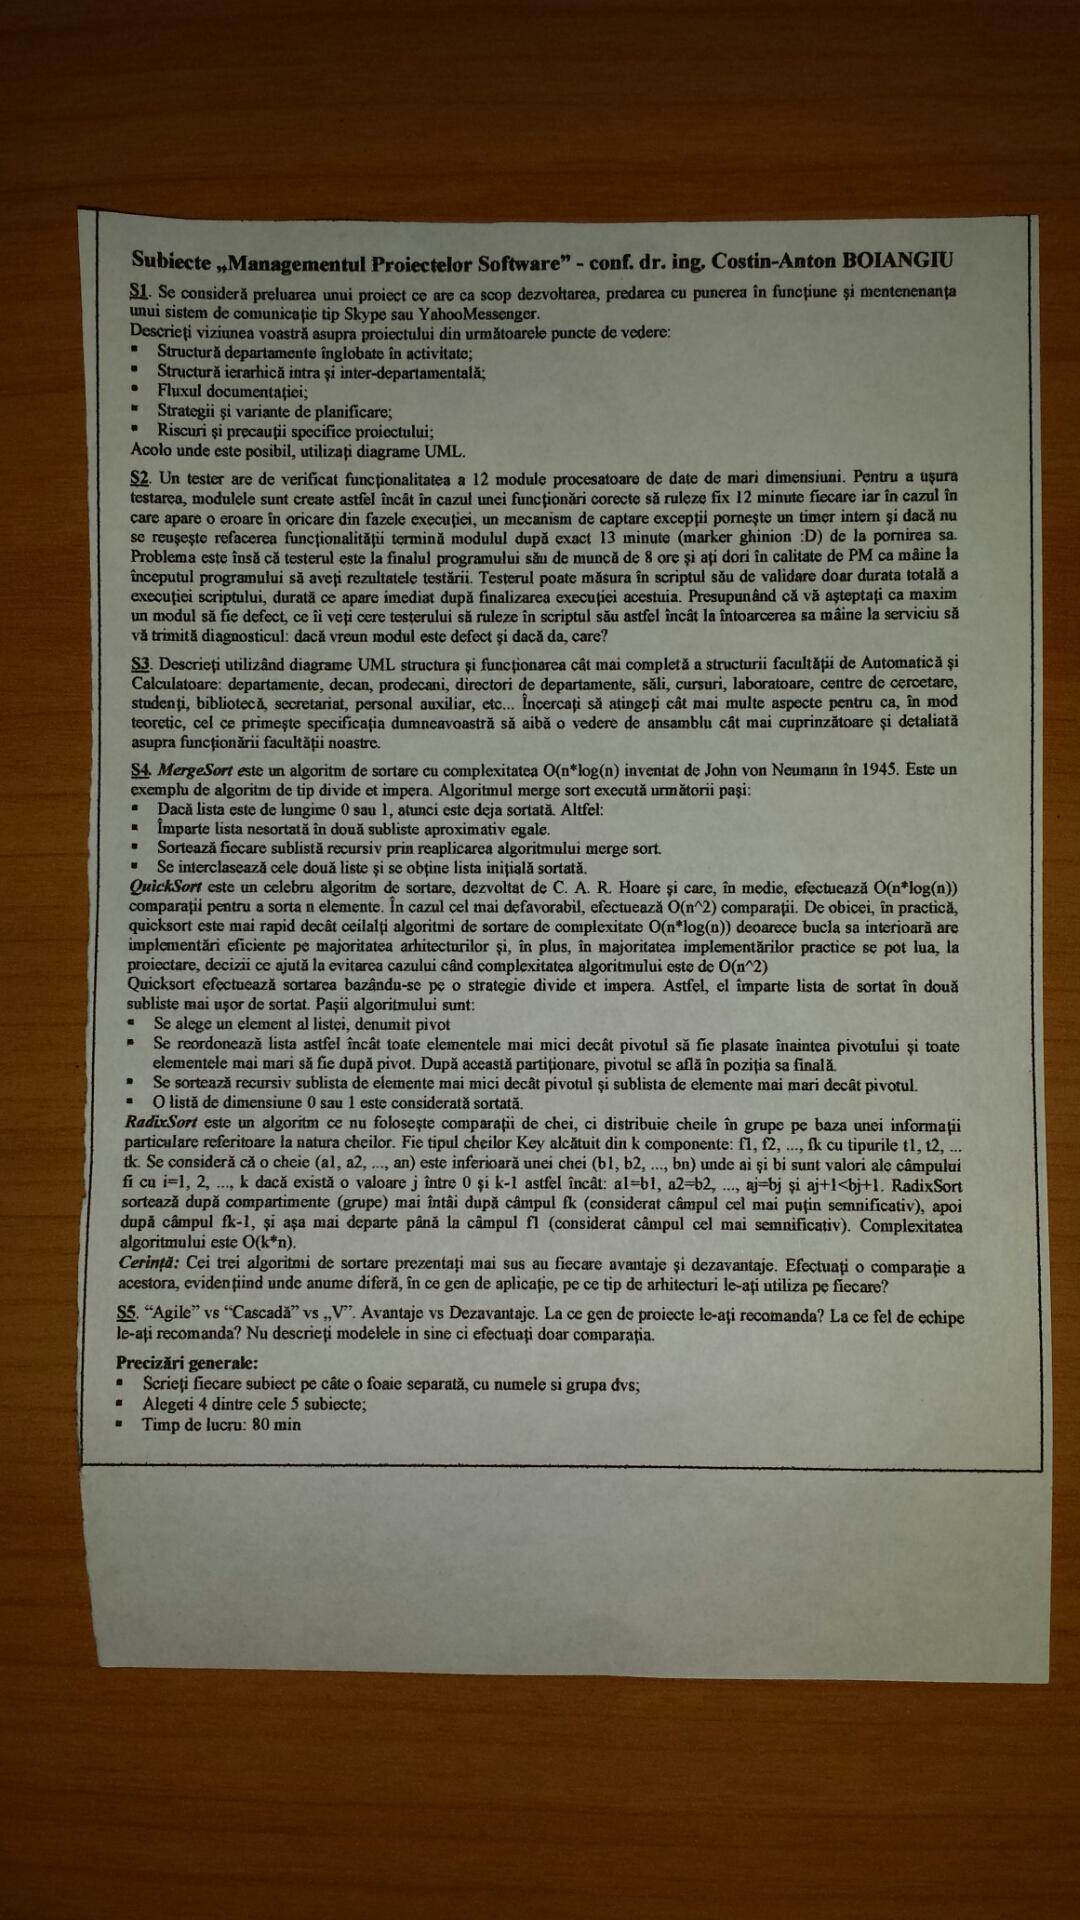 Subiecte „Managementul Proiectelor Software” - conf. dr. ing. Costin-Anton BOIANGIU
S1. Se consideră preluarea unui proiect ce are ca scop dezvoltarea, predarea cu punerea în funcţiune şi mentenenanţa
unui sistem de comunicaţie tip Skype sau YahooMessenger.
Descrieţi viziunea voastră asupra proiectului din următoarele puncte de vedere:
▪ Structură departamente înglobate în activitate;
▪ Structură ierarhică intra şi inter-departamentală;
▪ Fluxul documentaţiei;
▪ Strategii şi variante de planificare;
▪ Riscuri şi precauţii specifice proiectului;
Acolo unde este posibil, utilizaţi diagrame UML.
S2. Un tester are de verificat funcţionalitatea a 12 module procesatoare de date de mari dimensiuni. Pentru a uşura
testarea, modulele sunt create astfel încât în cazul unei funcţionări corecte să ruleze fix 12 minute fiecare iar în cazul în
care apare o eroare în oricare din fazele execuţiei, un mecanism de captare excepţii porneşte un timer intern şi dacă nu
se reuşeşte refacerea funcţionalităţii termină modulul după exact 13 minute (marker ghinion :D) de la pornirea sa.
Problema este însă că testerul este la finalul programului său de muncă de 8 ore şi aţi dori în calitate de PM ca mâine la
începutul programului să aveţi rezultatele testării. Testerul poate măsura în scriptul său de validare doar durata totală a
execuţiei scriptului, durată ce apare imediat după finalizarea execuţiei acestuia. Presupunând că vă aşteptaţi ca maxim
un modul să fie defect, ce îi veţi cere testerului să ruleze în scriptul său astfel încât la întoarcerea sa mâine la serviciu să
vă trimită diagnosticul: dacă vreun modul este defect şi dacă da, care?
S3. Descrieţi utilizând diagrame UML structura şi funcţionarea cât mai completă a structurii facultăţii de Automatică şi
Calculatoare: departamente, decan, prodecani, directori de departamente, săli, cursuri, laboratoare, centre de cercetare,
studenţi, bibliotecă, secretariat, personal auxiliar, etc... Încercaţi să atingeţi cât mai multe aspecte pentru ca, în mod
teoretic, cel ce primeşte specificaţia dumneavoastră să aibă o vedere de ansamblu cât mai cuprinzătoare şi detaliată
asupra funcţionării facultăţii noastre.
S4. MergeSort este un algoritm de sortare cu complexitatea O(n*log(n) inventat de John von Neumann în 1945. Este un
exemplu de algoritm de tip divide et impera. Algoritmul merge sort execută următorii paşi:
▪ Dacă lista este de lungime 0 sau 1, atunci este deja sortată. Altfel:
▪ Împarte lista nesortată în două subliste aproximativ egale.
▪ Sortează fiecare sublistă recursiv prin reaplicarea algoritmului merge sort.
▪ Se interclasează cele două liste şi se obţine lista iniţială sortată.
QuickSort este un celebru algoritm de sortare, dezvoltat de C. A. R. Hoare şi care, în medie, efectuează O(n*log(n))
comparaţii pentru a sorta n elemente. În cazul cel mai defavorabil, efectuează O(n^2) comparaţii. De obicei, în practică,
quicksort este mai rapid decât ceilalţi algoritmi de sortare de complexitate O(n*log(n)) deoarece bucla sa interioară are
implementări eficiente pe majoritatea arhitecturilor şi, în plus, în majoritatea implementărilor practice se pot lua, la
proiectare, decizii ce ajută la evitarea cazului când complexitatea algoritmului este de O(n^2)
Quicksort efectuează sortarea bazându-se pe o strategie divide et impera. Astfel, el împarte lista de sortat în două
subliste mai uşor de sortat. Paşii algoritmului sunt:
▪ Se alege un element al listei, denumit pivot
▪ Se reordonează lista astfel încât toate elementele mai mici decât pivotul să fie plasate înaintea pivotului şi toate
elementele mai mari să fie după pivot. După această partiţionare, pivotul se află în poziţia sa finală.
▪ Se sortează recursiv sublista de elemente mai mici decât pivotul şi sublista de elemente mai mari decât pivotul.
▪ O listă de dimensiune 0 sau 1 este considerată sortată.
RadixSort este un algoritm ce nu foloseşte comparaţii de chei, ci distribuie cheile în grupe pe baza unei informaţii
particulare referitoare la natura cheilor. Fie tipul cheilor Key alcătuit din k componente: f1, f2, ..., fk cu tipurile t1, t2, ...
tk. Se consideră că o cheie (a1, a2, ..., an) este inferioară unei chei (b1, b2, ..., bn) unde ai şi bi sunt valori ale câmpului
fi cu i=1, 2, ..., k dacă există o valoare j între 0 şi k-1 astfel încât: a1=b1, a2=b2, ..., aj=bj şi aj+1<bj+1. RadixSort
sortează după compartimente (grupe) mai întâi după câmpul fk (considerat câmpul cel mai puţin semnificativ), apoi
după câmpul fk-1, şi aşa mai departe până la câmpul f1 (considerat câmpul cel mai semnificativ). Complexitatea
algoritmului este O(k*n).
Cerinţă: Cei trei algoritmi de sortare prezentaţi mai sus au fiecare avantaje şi dezavantaje. Efectuaţi o comparaţie a
acestora, evidenţiind unde anume diferă, în ce gen de aplicaţie, pe ce tip de arhitecturi le-aţi utiliza pe fiecare?
S5. “Agile” vs “Cascadă” vs „V”. Avantaje vs Dezavantaje. La ce gen de proiecte le-aţi recomanda? La ce fel de echipe
le-aţi recomanda? Nu descrieţi modelele in sine ci efectuaţi doar comparaţia.
Precizări generale:
▪ Scrieţi fiecare subiect pe câte o foaie separată, cu numele si grupa dvs;
▪ Alegeti 4 dintre cele 5 subiecte;
▪ Timp de lucru: 80 min